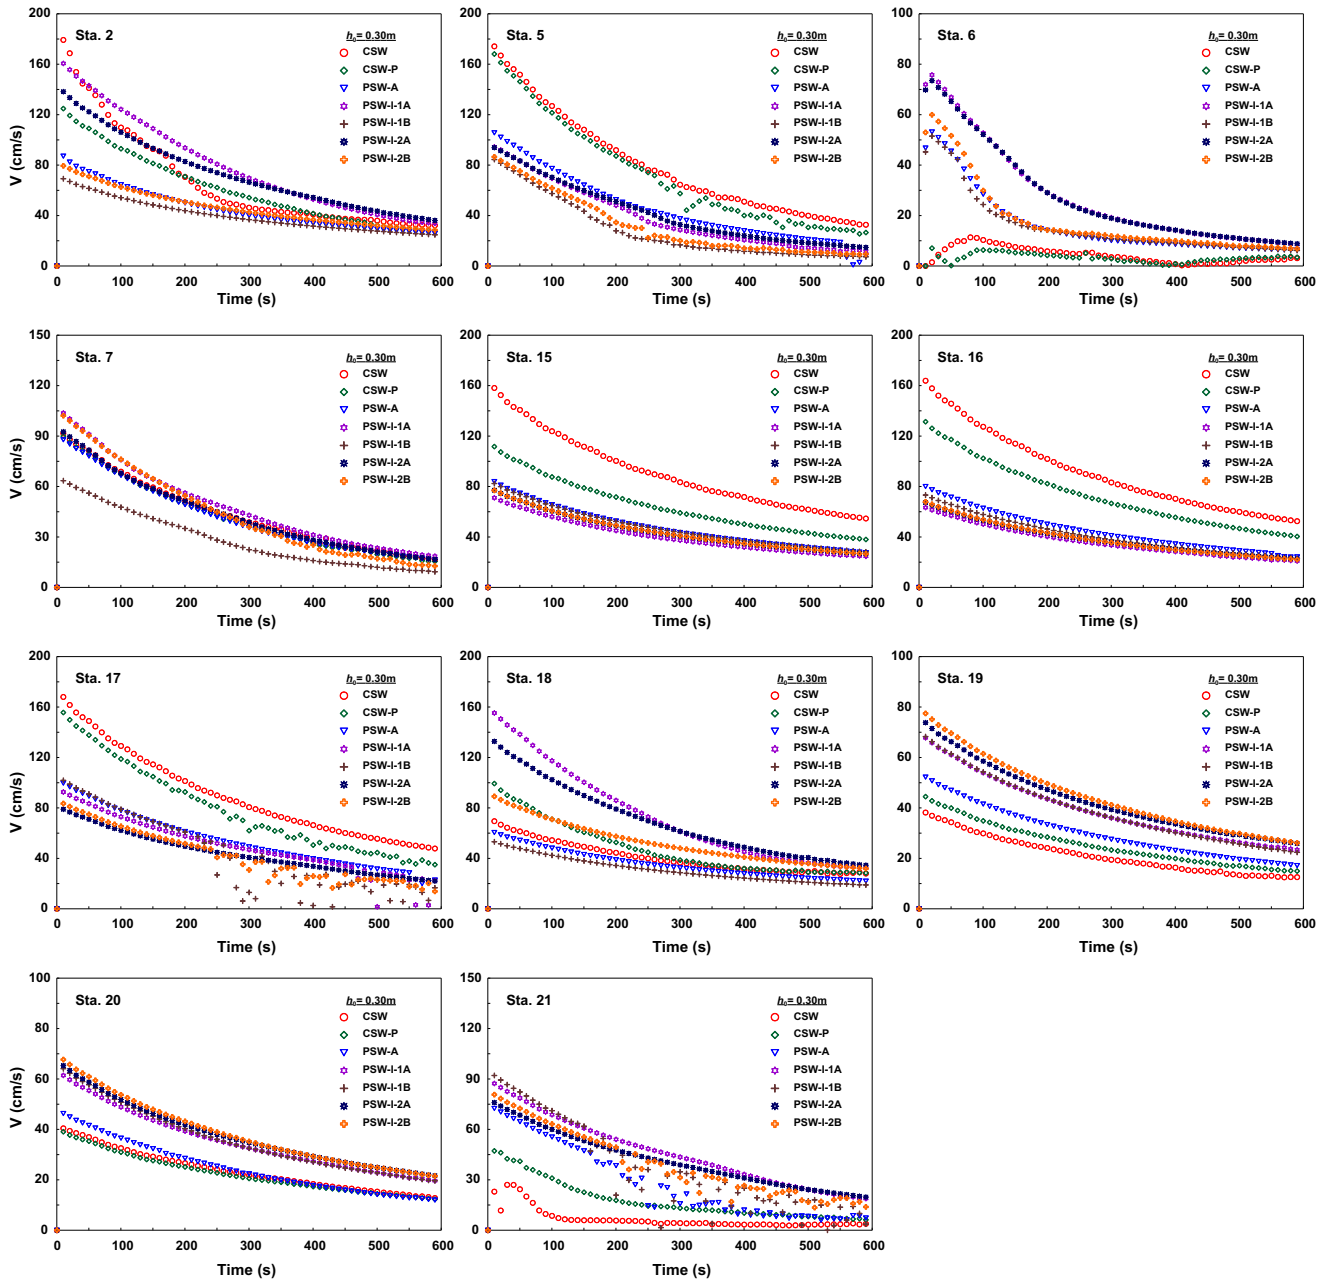 Sta. 2
h₀= 0.30m
CSW
CSW-P
PSW-A
PSW-I-1A
PSW-I-1B
PSW-I-2A
PSW-I-2B
200
160
120
80
40
0
V (cm/s)
0 100 200 300 400 500 600
Time (s)
Sta. 5
h₀= 0.30m
CSW
CSW-P
PSW-A
PSW-I-1A
PSW-I-1B
PSW-I-2A
PSW-I-2B
200
160
120
80
40
0
0 100 200 300 400 500 600
Time (s)
Sta. 6
h₀= 0.30m
CSW
CSW-P
PSW-A
PSW-I-1A
PSW-I-1B
PSW-I-2A
PSW-I-2B
100
80
60
40
20
0
0 100 200 300 400 500 600
Time (s)
Sta. 7
h₀= 0.30m
CSW
CSW-P
PSW-A
PSW-I-1A
PSW-I-1B
PSW-I-2A
PSW-I-2B
150
120
90
60
30
0
V (cm/s)
0 100 200 300 400 500 600
Time (s)
Sta. 15
h₀= 0.30m
CSW
CSW-P
PSW-A
PSW-I-1A
PSW-I-1B
PSW-I-2A
PSW-I-2B
200
160
120
80
40
0
0 100 200 300 400 500 600
Time (s)
Sta. 16
h₀= 0.30m
CSW
CSW-P
PSW-A
PSW-I-1A
PSW-I-1B
PSW-I-2A
PSW-I-2B
200
160
120
80
40
0
0 100 200 300 400 500 600
Time (s)
Sta. 17
h₀= 0.30m
CSW
CSW-P
PSW-A
PSW-I-1A
PSW-I-1B
PSW-I-2A
PSW-I-2B
200
160
120
80
40
0
V (cm/s)
0 100 200 300 400 500 600
Time (s)
Sta. 18
h₀= 0.30m
CSW
CSW-P
PSW-A
PSW-I-1A
PSW-I-1B
PSW-I-2A
PSW-I-2B
200
160
120
80
40
0
0 100 200 300 400 500 600
Time (s)
Sta. 19
h₀= 0.30m
CSW
CSW-P
PSW-A
PSW-I-1A
PSW-I-1B
PSW-I-2A
PSW-I-2B
100
80
60
40
20
0
0 100 200 300 400 500 600
Time (s)
Sta. 20
h₀= 0.30m
CSW
CSW-P
PSW-A
PSW-I-1A
PSW-I-1B
PSW-I-2A
PSW-I-2B
100
80
60
40
20
0
V (cm/s)
0 100 200 300 400 500 600
Time (s)
Sta. 21
h₀= 0.30m
CSW
CSW-P
PSW-A
PSW-I-1A
PSW-I-1B
PSW-I-2A
PSW-I-2B
150
120
90
60
30
0
0 100 200 300 400 500 600
Time (s)